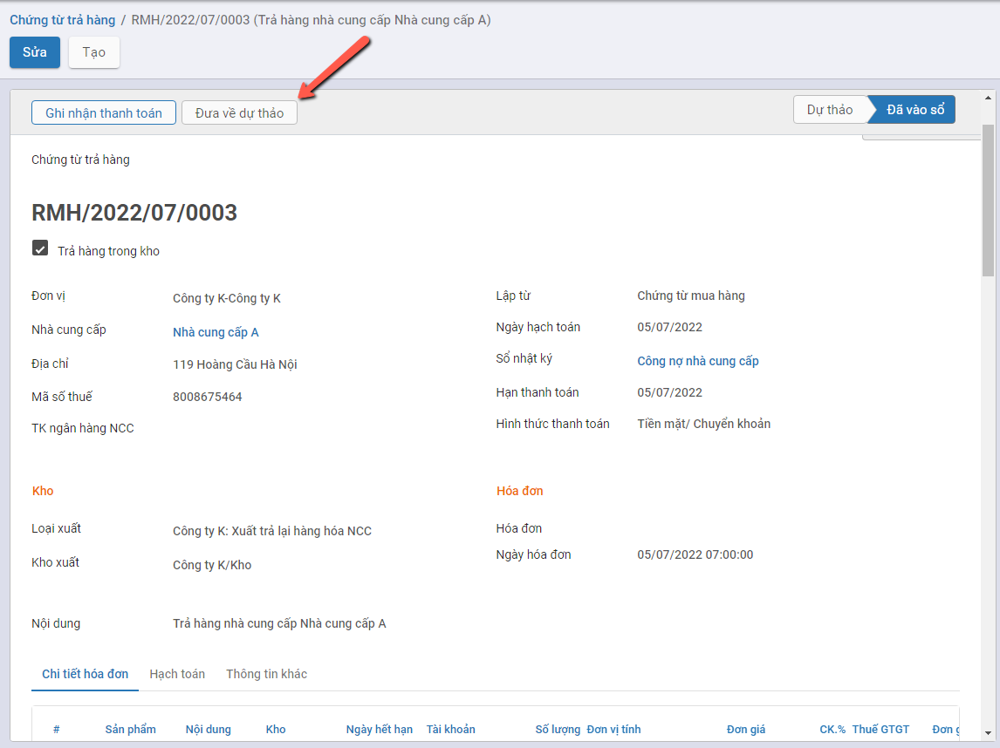 Chứng từ trả hàng / RMH/2022/07/0003 (Trả hàng nhà cung cấp Nhà cung cấp A)
Sửa Tạo
Ghi nhận thanh toán Đưa về dự thảo Dự thảo Đã vào sổ
Chứng từ trả hàng
RMH/2022/07/0003
Trả hàng trong kho
Đơn vị Công ty K-Công ty K Lập từ Chứng từ mua hàng
Nhà cung cấp Nhà cung cấp A Ngày hạch toán 05/07/2022
Địa chỉ 119 Hoàng Cầu Hà Nội Sổ nhật ký Công nợ nhà cung cấp
Mã số thuế 8008675464 Hạn thanh toán 05/07/2022
TK ngân hàng NCC Hình thức thanh toán Tiền mặt/ Chuyển khoản
Kho Hóa đơn
Loại xuất Công ty K: Xuất trả lại hàng hóa NCC Hóa đơn
Kho xuất Công ty K/Kho Ngày hóa đơn 05/07/2022 07:00:00
Nội dung Trả hàng nhà cung cấp Nhà cung cấp A
Chi tiết hóa đơn Hạch toán Thông tin khác
# Sản phẩm Nội dung Kho Ngày hết hạn Tài khoản Số lượng Đơn vị tính Đơn giá CK.% Thuế GTGT Đơn